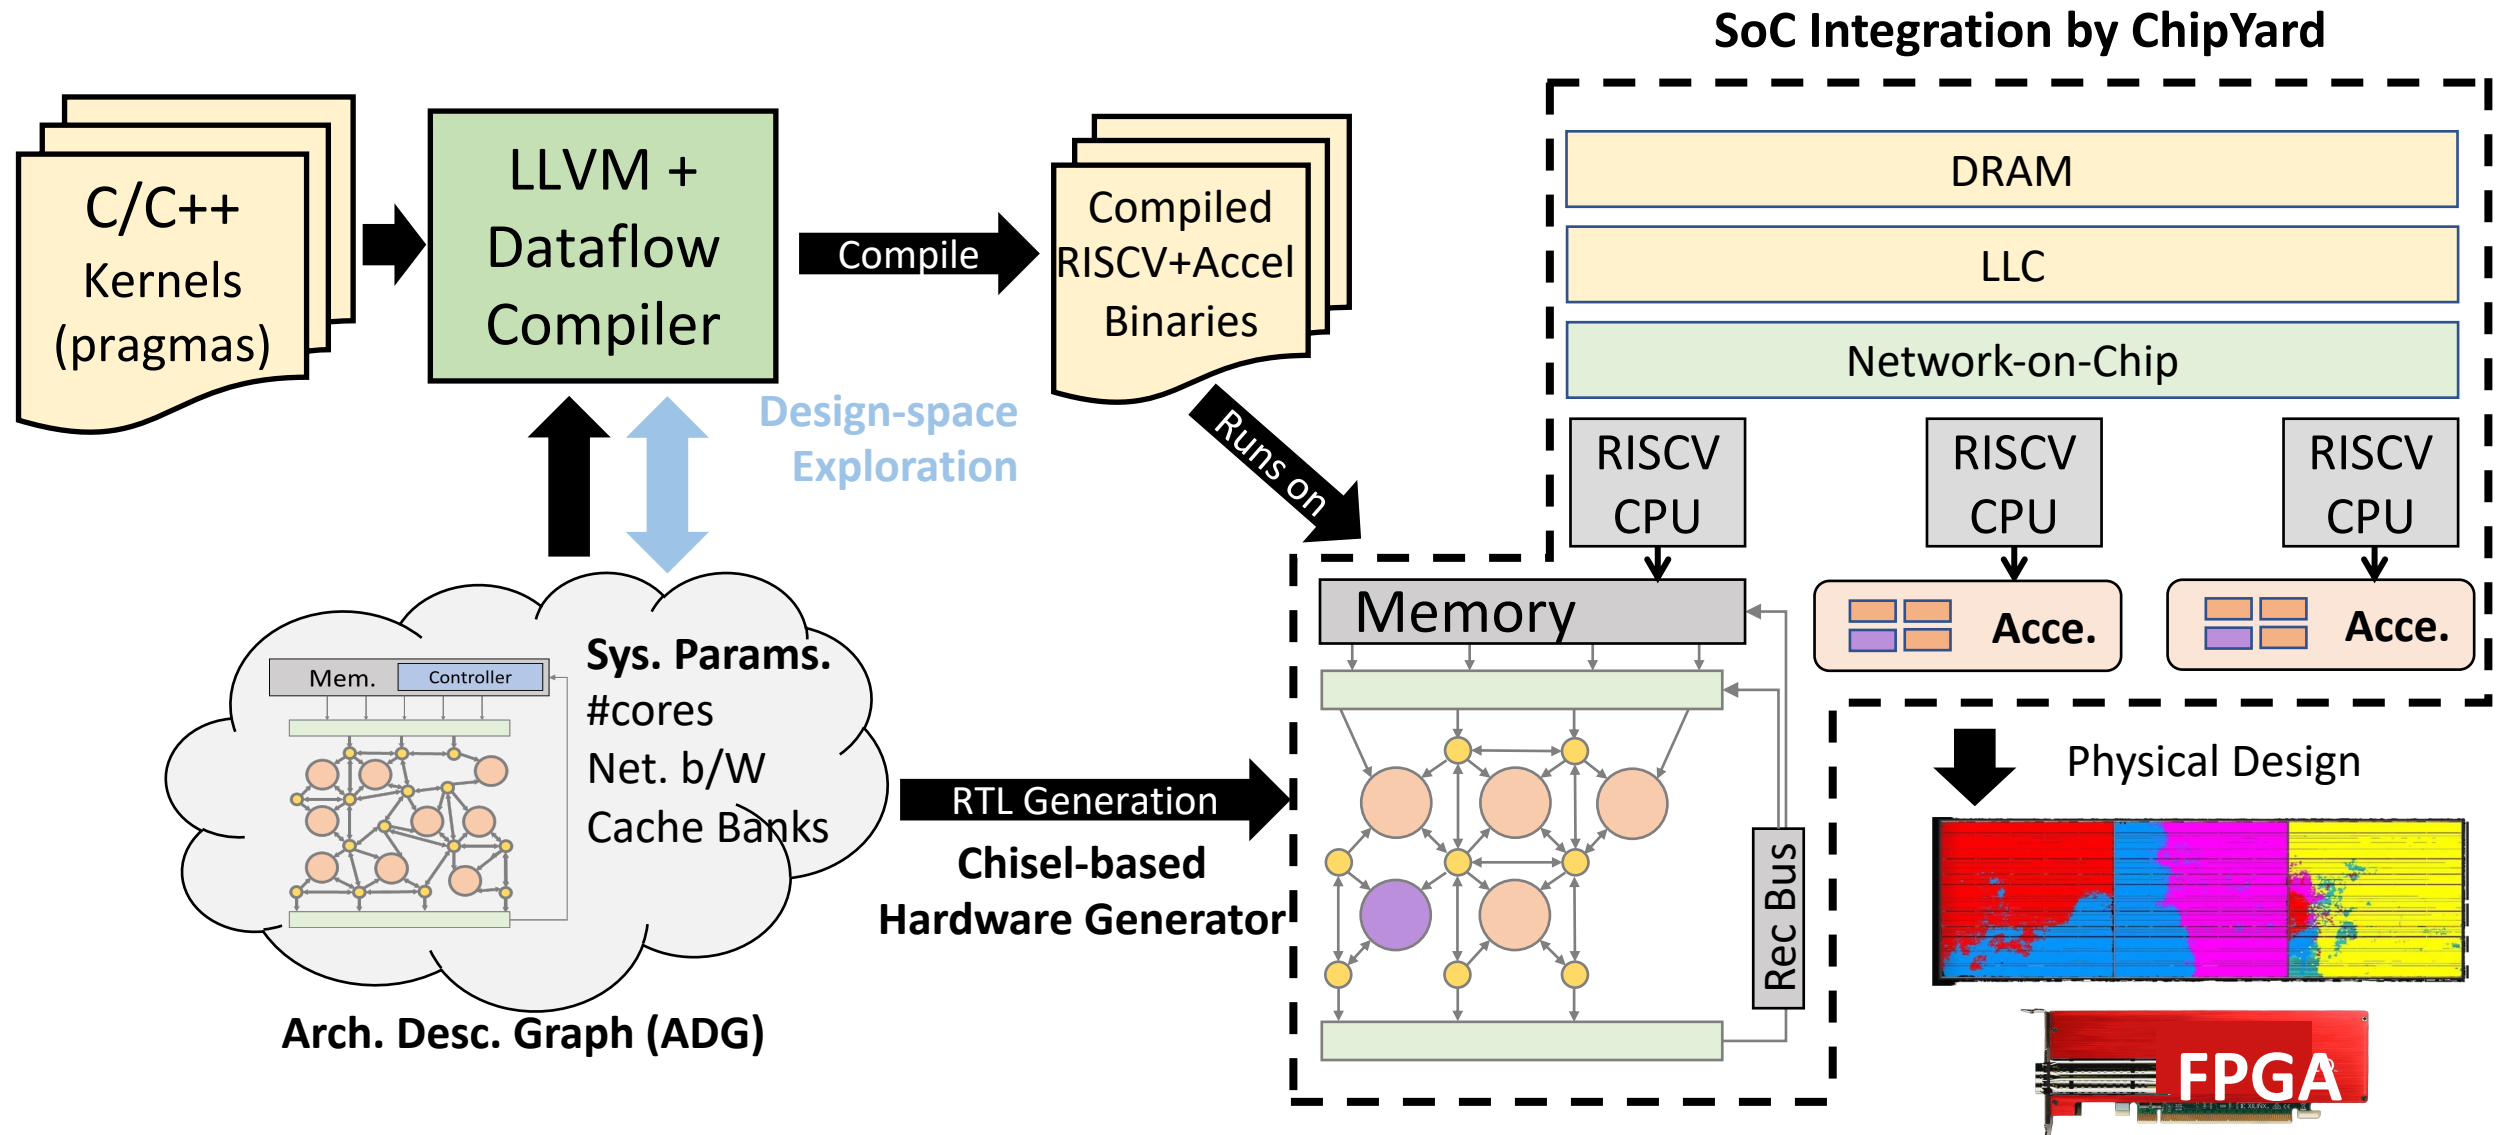 SoC Integration by ChipYard
C/C++
Kernels
(pragmas)
LLVM +
Dataflow
Compiler
Compile
Compiled
RISCV+Accel
Binaries
DRAM
LLC
Network-on-Chip
RISCV
CPU
RISCV
CPU
RISCV
CPU
Design-space
Exploration
Runs on
Memory
Acce.
Acce.
Sys. Params.
#cores
Net. b/W
Cache Banks
Mem.
Controller
RTL Generation
Chisel-based
Hardware Generator
Rec Bus
Physical Design
Arch. Desc. Graph (ADG)
FPGA